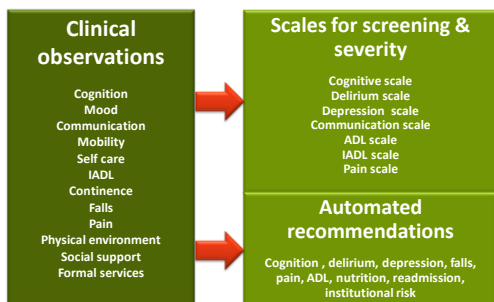 Clinical
observations
Cognition
Mood
Communication
Mobility
Self care
IADL
Continence
Falls
Pain
Physical environment
Social support
Formal services
Scales for screening &
severity
Cognitive scale
Delirium scale
Depression scale
Communication scale
ADL scale
IADL scale
Pain scale
Automated
recommendations
Cognition , delirium, depression, falls,
pain, ADL, nutrition, readmission,
institutional risk